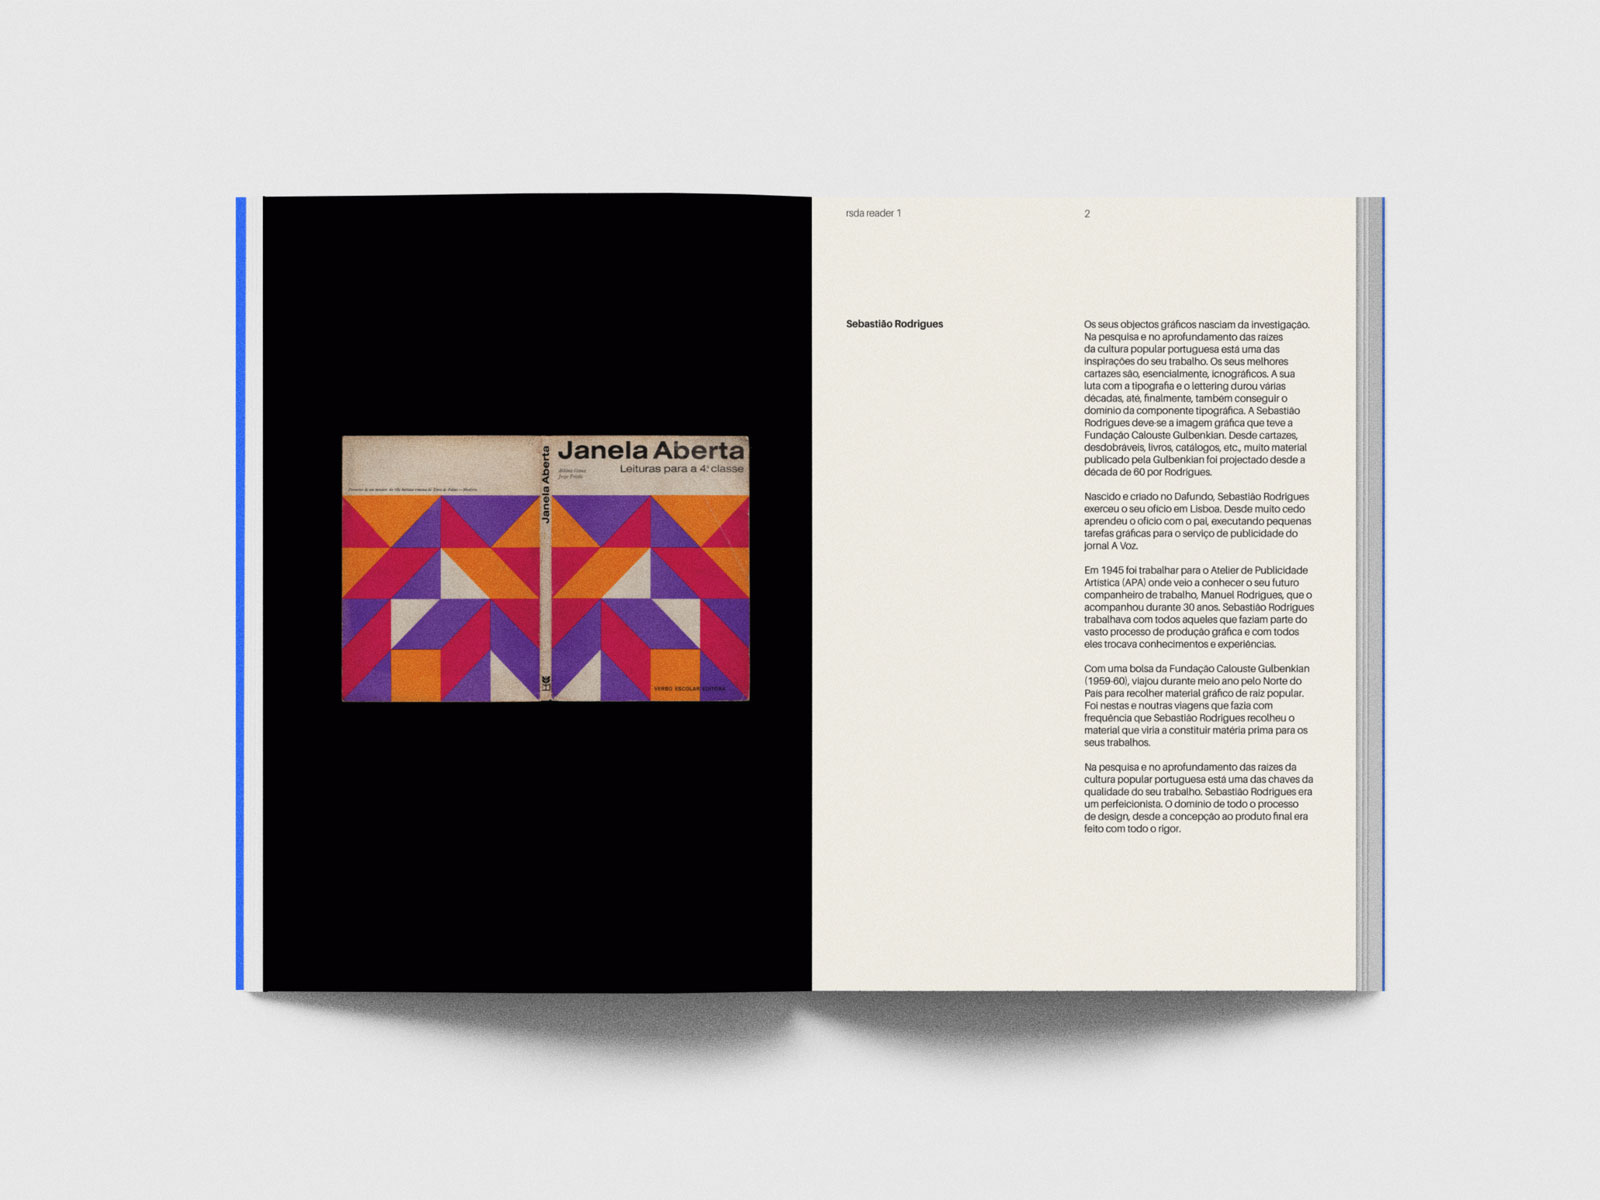 Janela Aberta
Leituras para a 4.ª classe
Janela Aberta
VERBO ESCOLAR EDITORA
rsda reader 1
2
Sebastião Rodrigues
Os seus objectos gráficos nasciam da investigação.
Na pesquisa e no aprofundamento das raízes
da cultura popular portuguesa está uma das
inspirações do seu trabalho. Os seus melhores
cartazes são, esencialmente, icnográficos. A sua
luta com a tipografia e o lettering durou várias
décadas, até, finalmente, também conseguir o
domínio da componente tipográfica. A Sebastião
Rodrigues deve-se a imagem gráfica que teve a
Fundação Calouste Gulbenkian. Desde cartazes,
desdobráveis, livros, catálogos, etc., muito material
publicado pela Gulbenkian foi projectado desde a
década de 60 por Rodrigues.
Nascido e criado no Dafundo, Sebastião Rodrigues
exerceu o seu ofício em Lisboa. Desde muito cedo
aprendeu o ofício com o pai, executando pequenas
tarefas gráficas para o serviço de publicidade do
jornal A Voz.
Em 1945 foi trabalhar para o Atelier de Publicidade
Artística (APA) onde veio a conhecer o seu futuro
companheiro de trabalho, Manuel Rodrigues, que o
acompanhou durante 30 anos. Sebastião Rodrigues
trabalhava com todos aqueles que faziam parte do
vasto processo de produção gráfica e com todos
eles trocava conhecimentos e experiências.
Com uma bolsa da Fundação Calouste Gulbenkian
(1959-60), viajou durante meio ano pelo Norte do
País para recolher material gráfico de raiz popular.
Foi nestas e noutras viagens que fazia com
frequência que Sebastião Rodrigues recolheu o
material que viria a constituir matéria prima para os
seus trabalhos.
Na pesquisa e no aprofundamento das raízes da
cultura popular portuguesa está uma das chaves da
qualidade do seu trabalho. Sebastião Rodrigues era
um perfeicionista. O domínio de todo o processo
de design, desde a concepção ao produto final era
feito com todo o rigor.